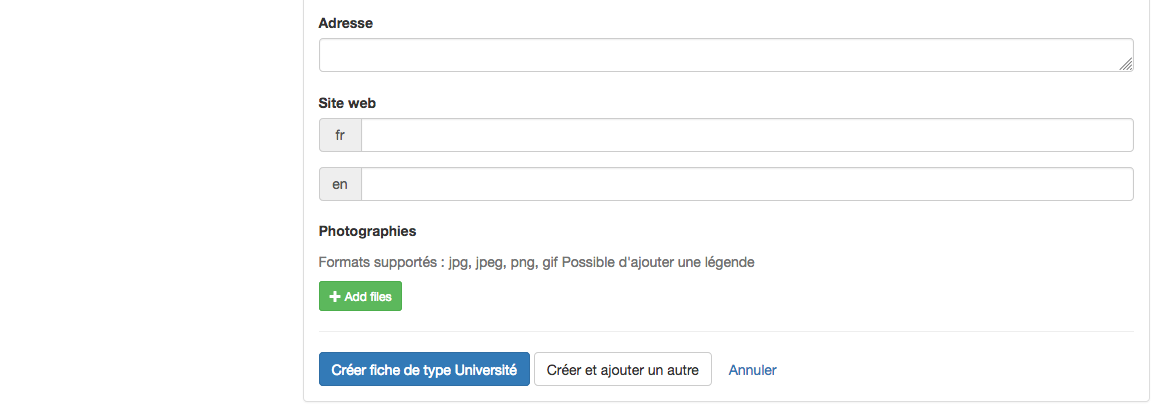 Adresse
Site web
fr
en
Photographies
Formats supportés : jpg, jpeg, png, gif Possible d'ajouter une légende
Add files
Créer fiche de type Université Créer et ajouter un autre Annuler